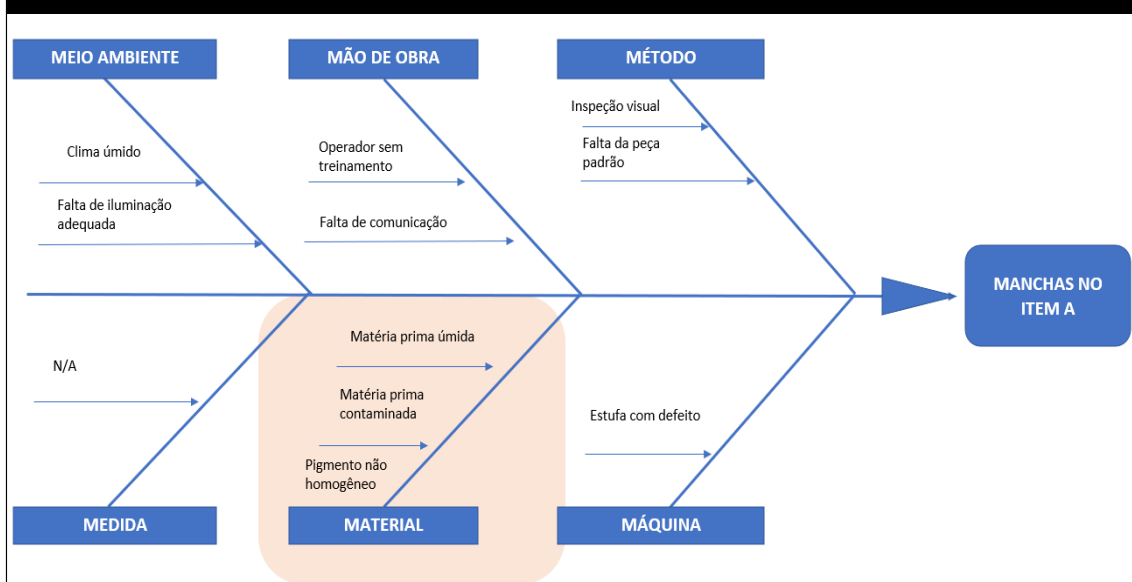 MEIO AMBIENTE
MÃO DE OBRA
MÉTODO
Clima úmido
Falta de iluminação
adequada
Operador sem
treinamento
Falta de comunicação
Inspeção visual
Falta da peça
padrão
MANCHAS NO
ITEM A
N/A
Matéria prima úmida
Matéria prima
contaminada
Pigmento não
homogêneo
Estufa com defeito
MEDIDA
MATERIAL
MÁQUINA